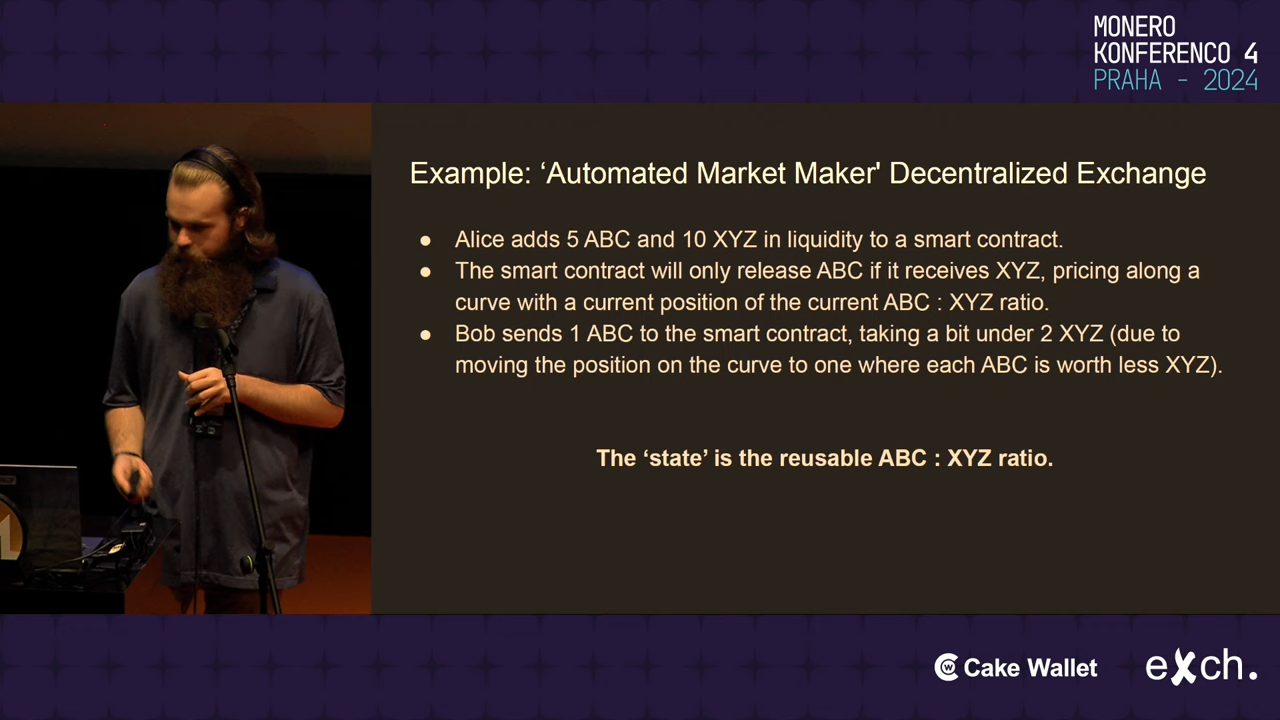 MONERO
KONFERENCO 4
PRAHA - 2024
Example: ‘Automated Market Maker' Decentralized Exchange
● Alice adds 5 ABC and 10 XYZ in liquidity to a smart contract.
● The smart contract will only release ABC if it receives XYZ, pricing along a
curve with a current position of the current ABC : XYZ ratio.
● Bob sends 1 ABC to the smart contract, taking a bit under 2 XYZ (due to
moving the position on the curve to one where each ABC is worth less XYZ).
The ‘state’ is the reusable ABC : XYZ ratio.
Cake Wallet
eXch.